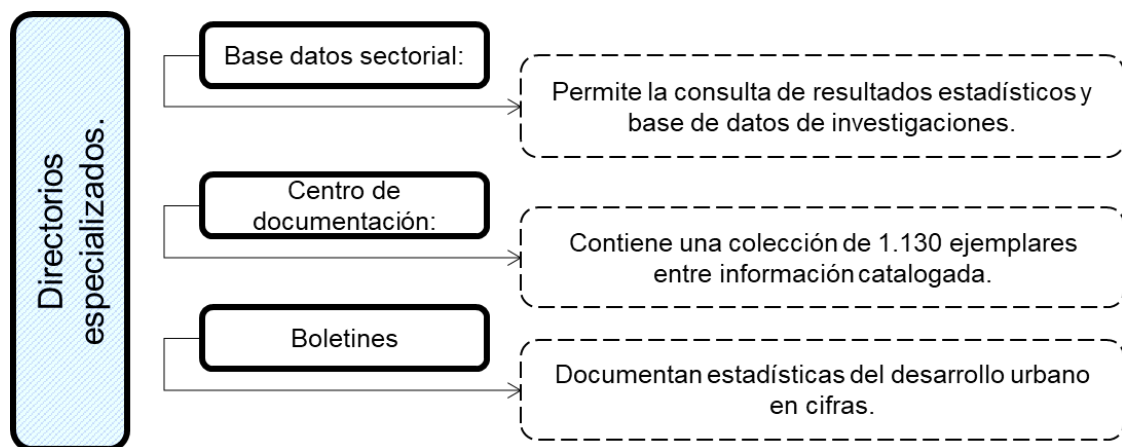 Directorios
especializados.
Base datos sectorial:
Permite la consulta de resultados estadísticos y
base de datos de investigaciones.
Centro de
documentación:
Contiene una colección de 1.130 ejemplares
entre información catalogada.
Boletines
Documentan estadísticas del desarrollo urbano
en cifras.